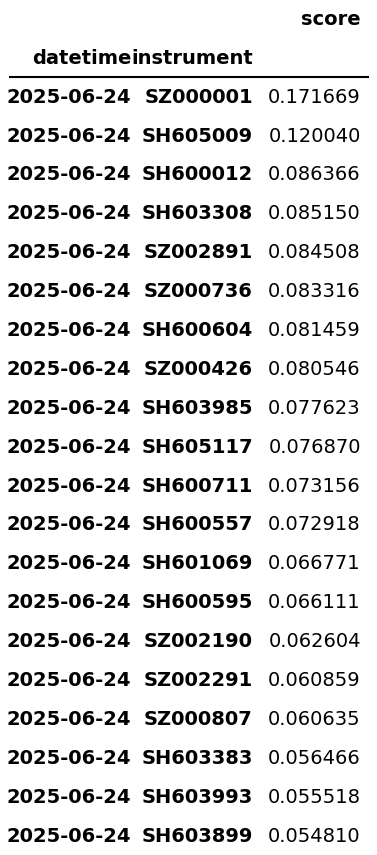 score
datetime instrument
2025-06-24 SZ000001 0.171669
2025-06-24 SH605009 0.120040
2025-06-24 SH600012 0.086366
2025-06-24 SH603308 0.085150
2025-06-24 SZ002891 0.084508
2025-06-24 SZ000736 0.083316
2025-06-24 SH600604 0.081459
2025-06-24 SZ000426 0.080546
2025-06-24 SH603985 0.077623
2025-06-24 SH605117 0.076870
2025-06-24 SH600711 0.073156
2025-06-24 SH600557 0.072918
2025-06-24 SH601069 0.066771
2025-06-24 SH600595 0.066111
2025-06-24 SZ002190 0.062604
2025-06-24 SZ002291 0.060859
2025-06-24 SZ000807 0.060635
2025-06-24 SH603383 0.056466
2025-06-24 SH603993 0.055518
2025-06-24 SH603899 0.054810